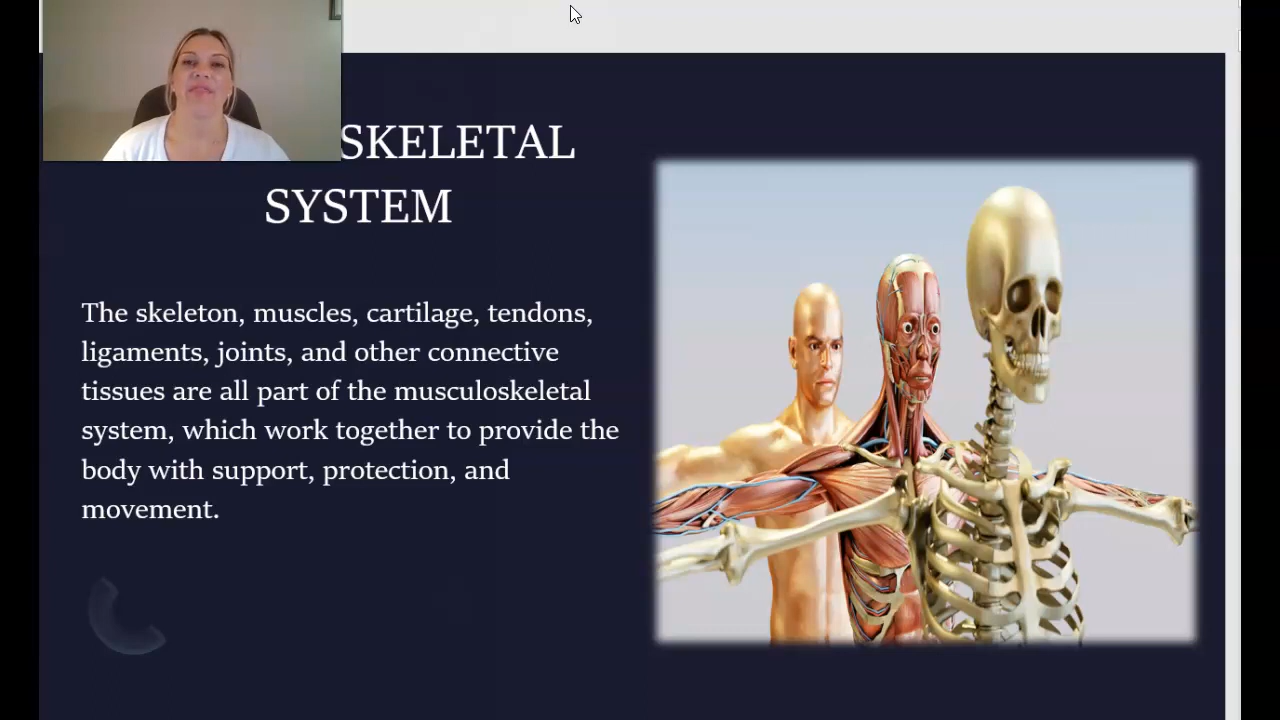 SKELETAL
SYSTEM
The skeleton, muscles, cartilage, tendons,
ligaments, joints, and other connective
tissues are all part of the musculoskeletal
system, which work together to provide the
body with support, protection, and
movement.